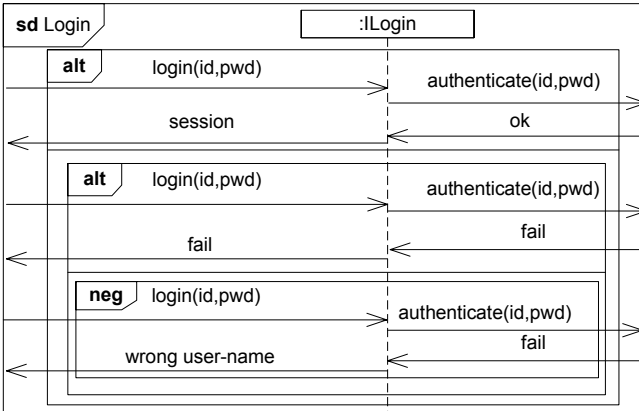 sd Login
:ILogin
alt
login(id,pwd)
authenticate(id,pwd)
session
ok
alt
login(id,pwd)
authenticate(id,pwd)
fail
fail
neg
login(id,pwd)
authenticate(id,pwd)
fail
wrong user-name